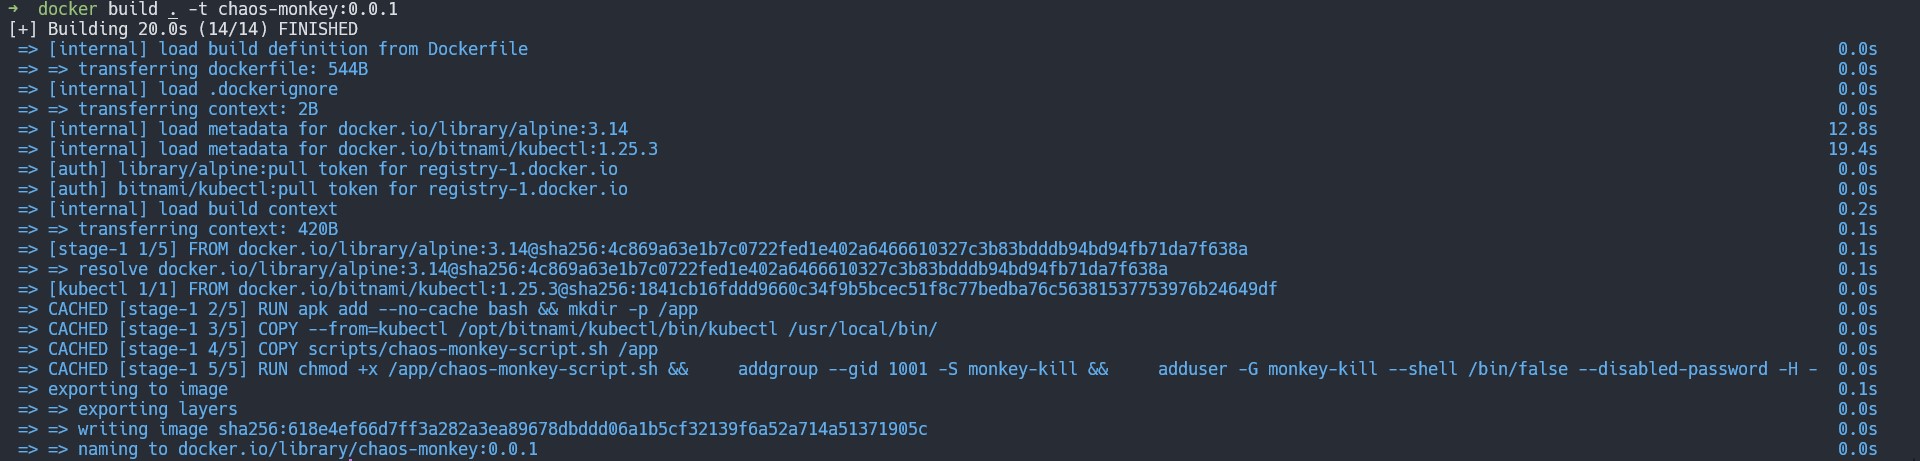 → docker build . -t chaos-monkey:0.0.1
[+] Building 20.0s (14/14) FINISHED
=> [internal] load build definition from Dockerfile 0.0s
=> => transferring dockerfile: 544B 0.0s
=> [internal] load .dockerignore 0.0s
=> => transferring context: 2B 0.0s
=> [internal] load metadata for docker.io/library/alpine:3.14 12.8s
=> [internal] load metadata for docker.io/bitnami/kubectl:1.25.3 19.4s
=> [auth] library/alpine:pull token for registry-1.docker.io 0.0s
=> [auth] bitnami/kubectl:pull token for registry-1.docker.io 0.0s
=> [internal] load build context 0.2s
=> => transferring context: 420B 0.1s
=> [stage-1 1/5] FROM docker.io/library/alpine:3.14@sha256:4c869a63e1b7c0722fed1e402a6466610327c3b83bdddb94bd94fb71da7f638a 0.1s
=> => resolve docker.io/library/alpine:3.14@sha256:4c869a63e1b7c0722fed1e402a6466610327c3b83bdddb94bd94fb71da7f638a 0.1s
=> [kubectl 1/1] FROM docker.io/bitnami/kubectl:1.25.3@sha256:1841cb16fddd9660c34f9b5bcec51f8c77bedba76c56381537753976b24649df 0.0s
=> CACHED [stage-1 2/5] RUN apk add --no-cache bash && mkdir -p /app 0.0s
=> CACHED [stage-1 3/5] COPY --from=kubectl /opt/bitnami/kubectl/bin/kubectl /usr/local/bin/ 0.0s
=> CACHED [stage-1 4/5] COPY scripts/chaos-monkey-script.sh /app 0.0s
=> CACHED [stage-1 5/5] RUN chmod +x /app/chaos-monkey-script.sh &&     addgroup --gid 1001 -S monkey-kill &&     adduser -G monkey-kill --shell /bin/false --disabled-password -H - 0.0s
=> exporting to image 0.1s
=> => exporting layers 0.0s
=> => writing image sha256:618e4ef66d7ff3a282a3ea89678dbddd06a1b5cf32139f6a52a714a51371905c 0.0s
=> => naming to docker.io/library/chaos-monkey:0.0.1 0.0s